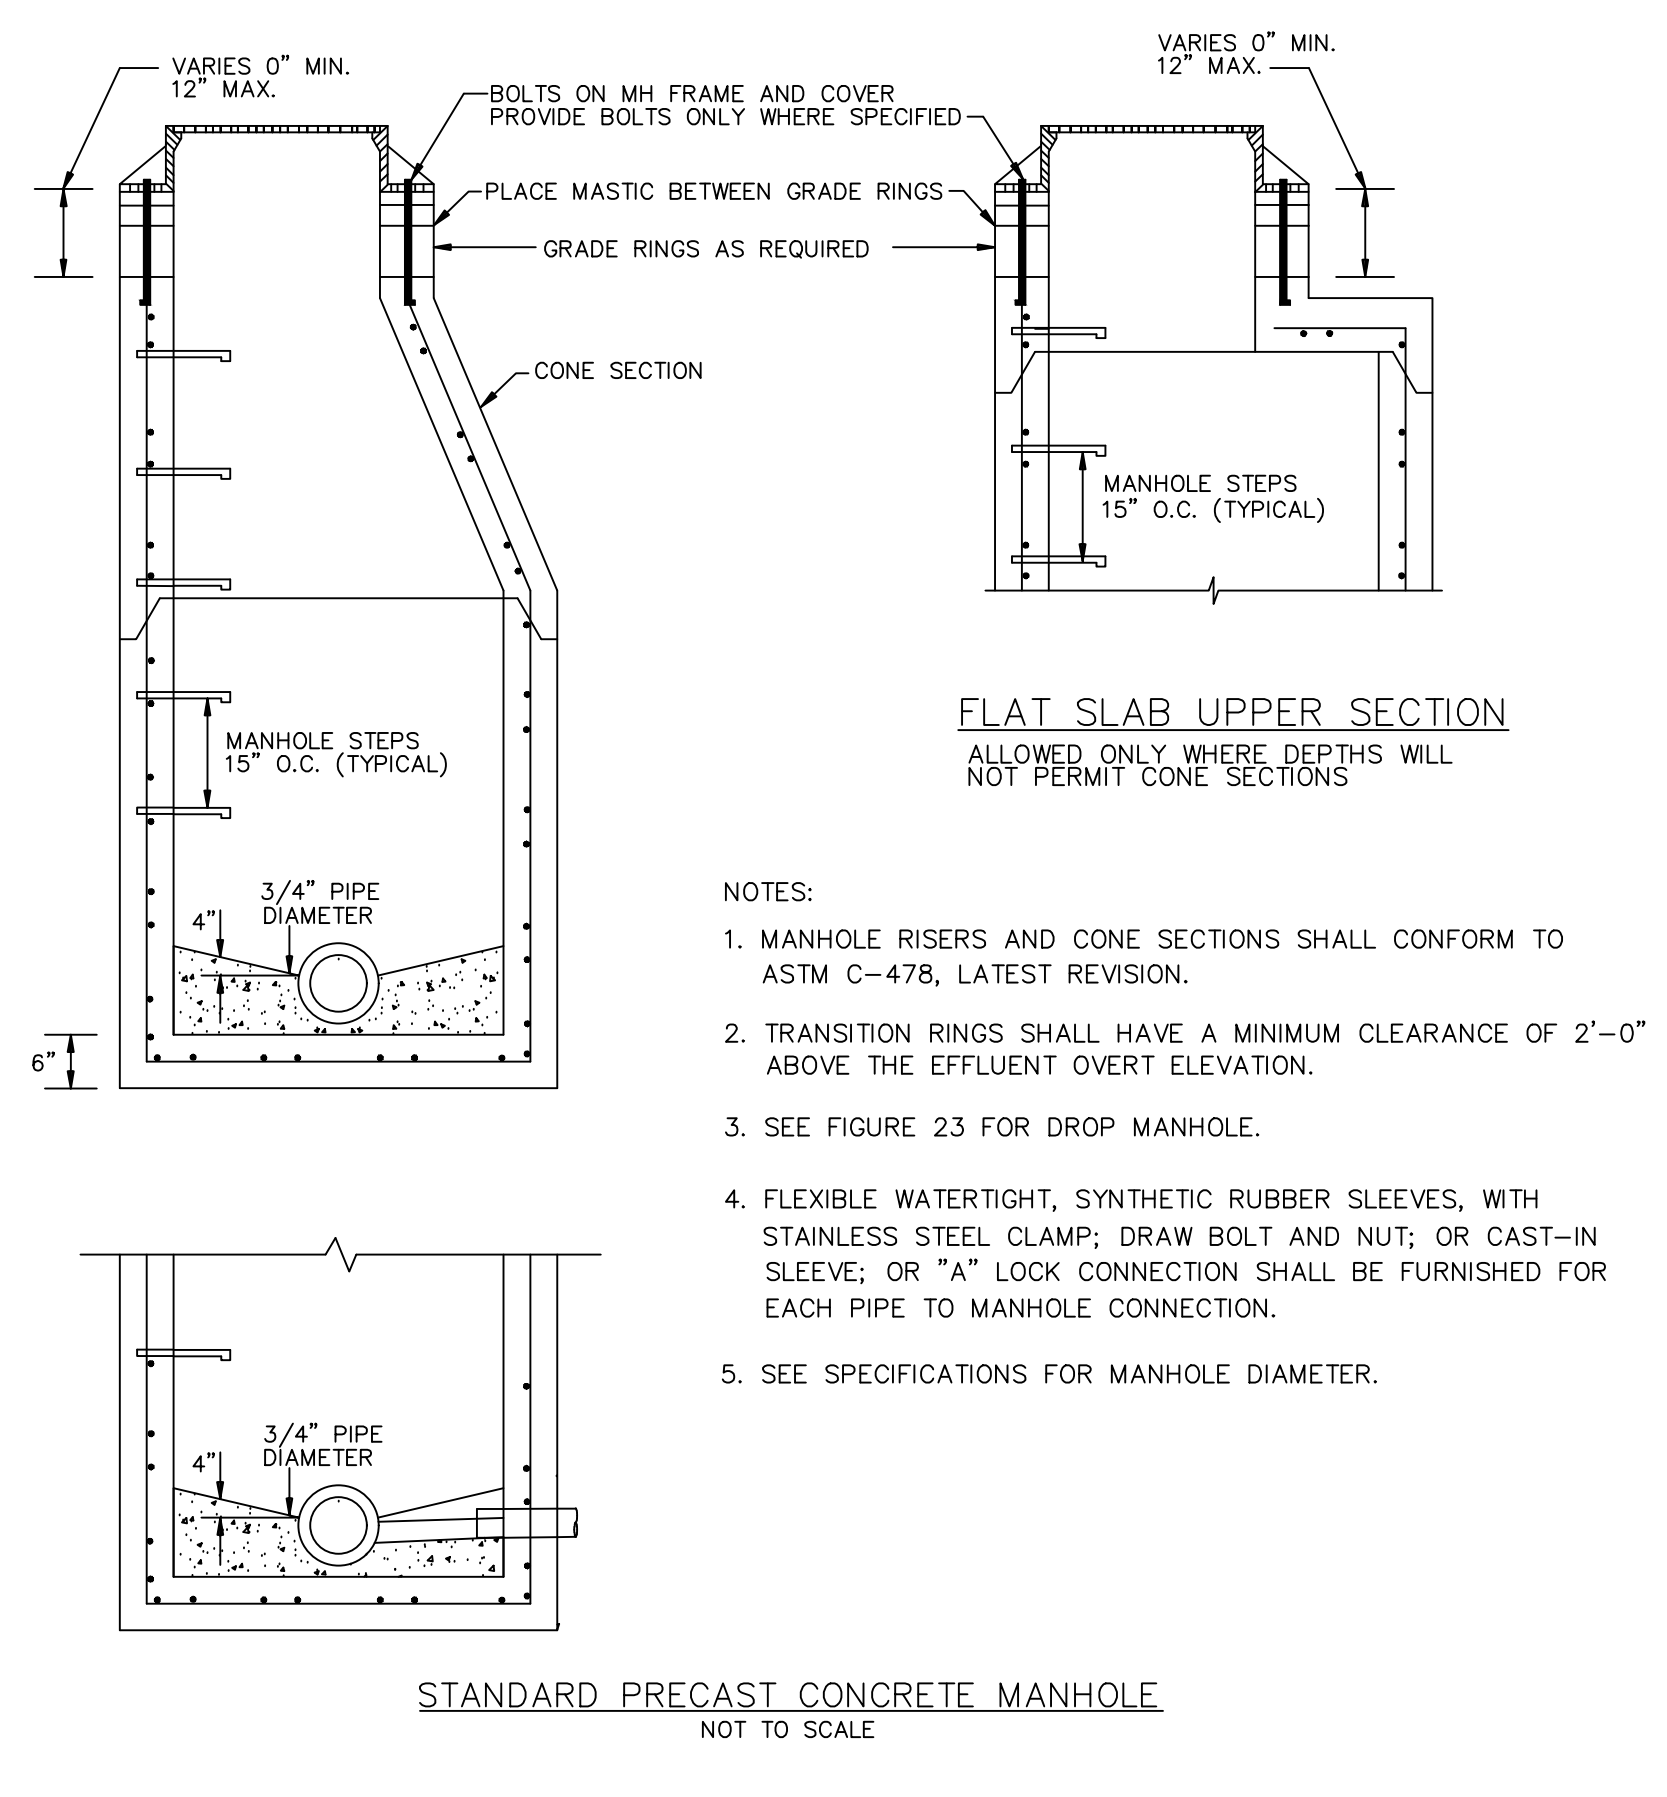 VARIES 0" MIN.
12" MAX.
BOLTS ON MH FRAME AND COVER
PROVIDE BOLTS ONLY WHERE SPECIFIED
VARIES 0" MIN.
12" MAX.
PLACE MASTIC BETWEEN GRADE RINGS
GRADE RINGS AS REQUIRED
CONE SECTION
MANHOLE STEPS
15" O.C. (TYPICAL)
FLAT SLAB UPPER SECTION
ALLOWED ONLY WHERE DEPTHS WILL
NOT PERMIT CONE SECTIONS
MANHOLE STEPS
15" O.C. (TYPICAL)
3/4" PIPE
DIAMETER
4"
6"
NOTES:
1. MANHOLE RISERS AND CONE SECTIONS SHALL CONFORM TO
ASTM C-478, LATEST REVISION.
2. TRANSITION RINGS SHALL HAVE A MINIMUM CLEARANCE OF 2'-0"
ABOVE THE EFFLUENT OVERT ELEVATION.
3. SEE FIGURE 23 FOR DROP MANHOLE.
4. FLEXIBLE WATERTIGHT, SYNTHETIC RUBBER SLEEVES, WITH
STAINLESS STEEL CLAMP; DRAW BOLT AND NUT; OR CAST-IN
SLEEVE; OR "A" LOCK CONNECTION SHALL BE FURNISHED FOR
EACH PIPE TO MANHOLE CONNECTION.
5. SEE SPECIFICATIONS FOR MANHOLE DIAMETER.
3/4" PIPE
DIAMETER
4"
STANDARD PRECAST CONCRETE MANHOLE
NOT TO SCALE